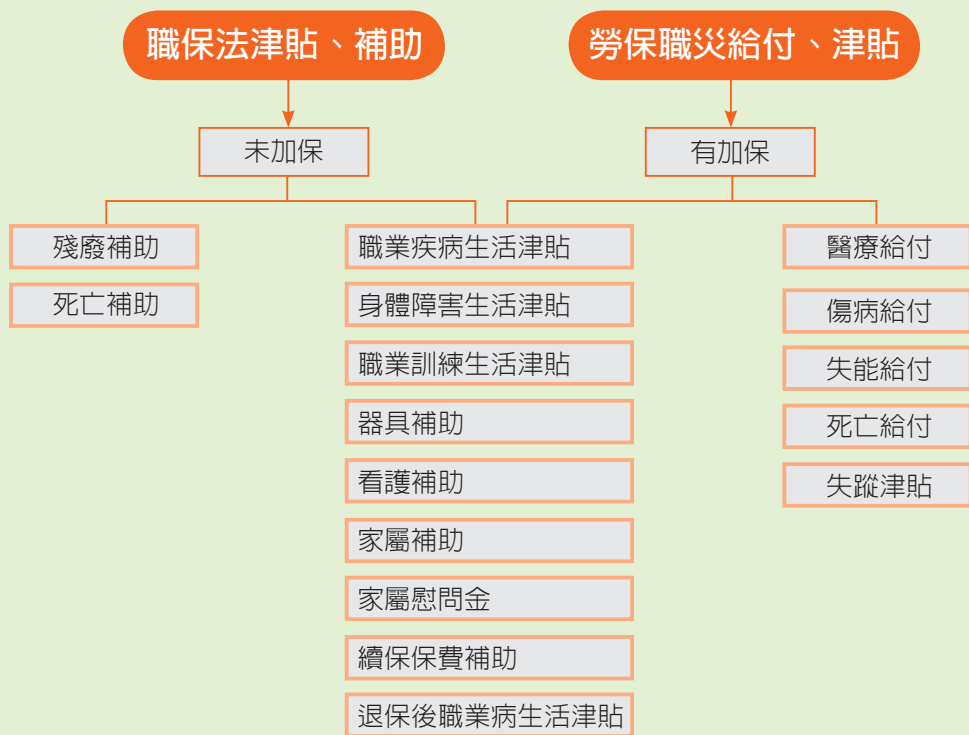 職保法津貼、補助
勞保職災給付、津貼
未加保
有加保
殘廢補助
死亡補助
職業疾病生活津貼
身體障害生活津貼
職業訓練生活津貼
器具補助
看護補助
家屬補助
家屬慰問金
續保保費補助
退保後職業病生活津貼
醫療給付
傷病給付
失能給付
死亡給付
失蹤津貼